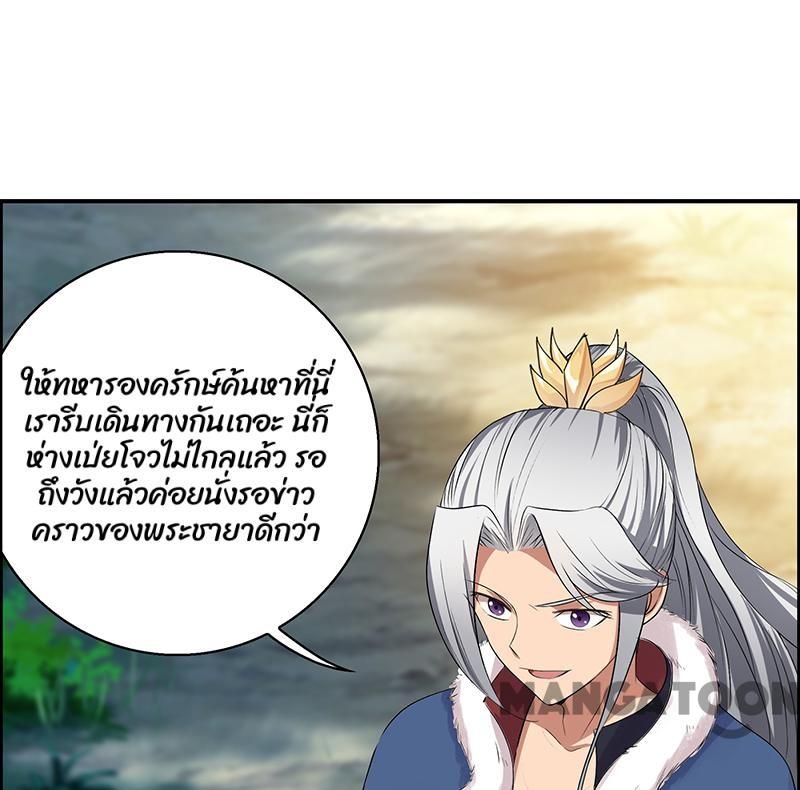 ให้ทหารองครักษ์ค้นหาที่นี่
เรารีบเดินทางกันเถอะ นี่ก็
ห่างเป่ยโจวไม่ไกลแล้ว รอ
ถึงวังแล้วค่อยนั่งรอข่าว
คราวของพระชายาดีกว่า
MANGATOON